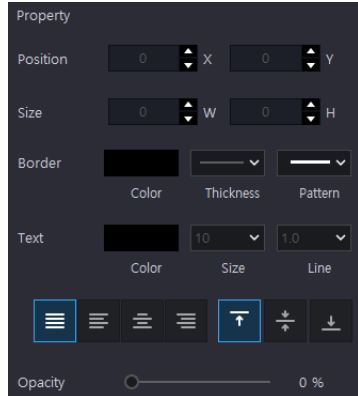 Property
Position 0 X 0 Y
Size 0 W 0 H
Border
Color Thickness Pattern
Text 10 1.0
Color Size Line
Opacity 0 %